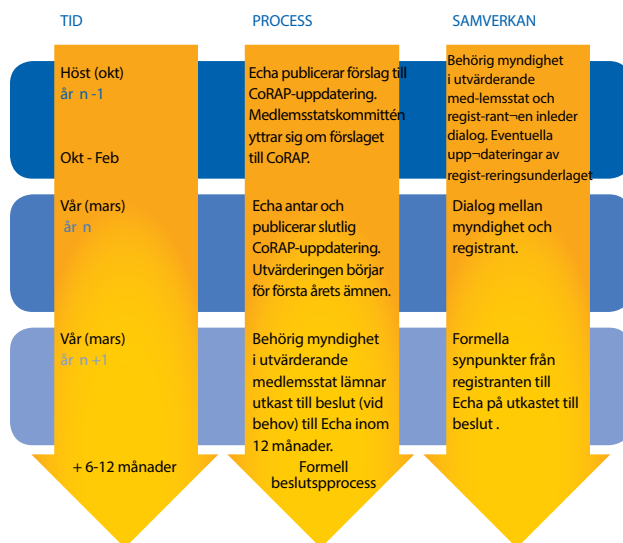 TID
PROCESS
SAMVERKAN
Höst (okt)
år n -1
Okt - Feb
Echa publicerar förslag till
CoRAP-uppdatering.
Medlemsstatskommittén
yttrar sig om förslaget
till CoRAP.
Behörig myndighet
i utvärderande
med-lemsstat och
regist-rant¬en inleder
dialog. Eventuella
upp¬dateringar av
regist-reringsunderlaget
Vår (mars)
år n
Echa antar och
publicerar slutlig
CoRAP-uppdatering.
Utvärderingen börjar
för första årets ämnen.
Dialog mellan
myndighet och
registrant.
Vår (mars)
år n +1
Behörig myndighet
i utvärderande
medlemsstat lämnar
utkast till beslut (vid
behov) till Echa inom
12 månader.
Formella
synpunkter från
registranten till
Echa på utkastet till
beslut .
+ 6-12 månader
Formell
beslutspprocess